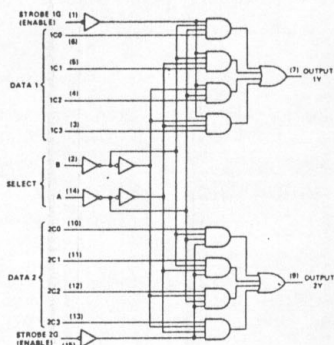 STROBE 1G (1)
(ENABLE)
1C0
(6)
1C1 (5)
DATA 1
1C2 (4)
1C3 (3)
(7) OUTPUT
1Y
B (2)
SELECT
A (14)
2C0 (10)
2C1 (11)
DATA 2
2C2 (12)
2C3 (13)
(9) OUTPUT
2Y
STROBE 2G
(ENABLE) (15)